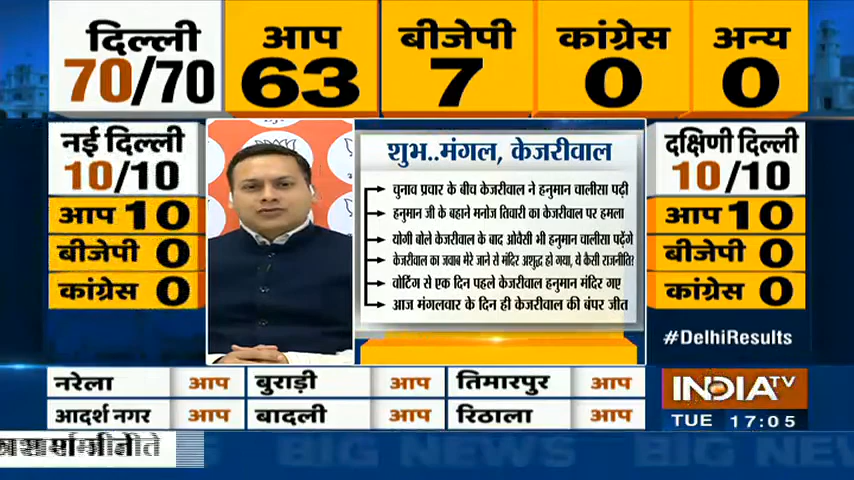 दिल्ली
70/70
आप
63
बीजेपी
7
कांग्रेस
0
अन्य
0
नई दिल्ली
10/10
आप 10
बीजेपी 0
कांग्रेस 0
शुभ..मंगल, केजरीवाल
चुनाव प्रचार के बीच केजरीवाल ने हनुमान चालीसा पढ़ी
हनुमान जी के बहाने मनोज तिवारी का केजरीवाल पर हमला
योगी बोले केजरीवाल के बाद ओवैसी भी हनुमान चालीसा पढ़ेंगे
केजरीवाल का जवाब मेरे जाने से मंदिर अशुद्ध हो गया, ये कैसी राजनीति?
वोटिंग से एक दिन पहले केजरीवाल हनुमान मंदिर गए
आज मंगलवार के दिन ही केजरीवाल की बंपर जीत
दक्षिणी दिल्ली
10/10
आप 10
बीजेपी 0
कांग्रेस 0
#DelhiResults
नरेला आप बुराड़ी आप तिमारपुर आप
आदर्श नगर आप बादली आप रिठाला आप
INDIA TV
TUE 17:05
BIG NEWS
BIG NEWS